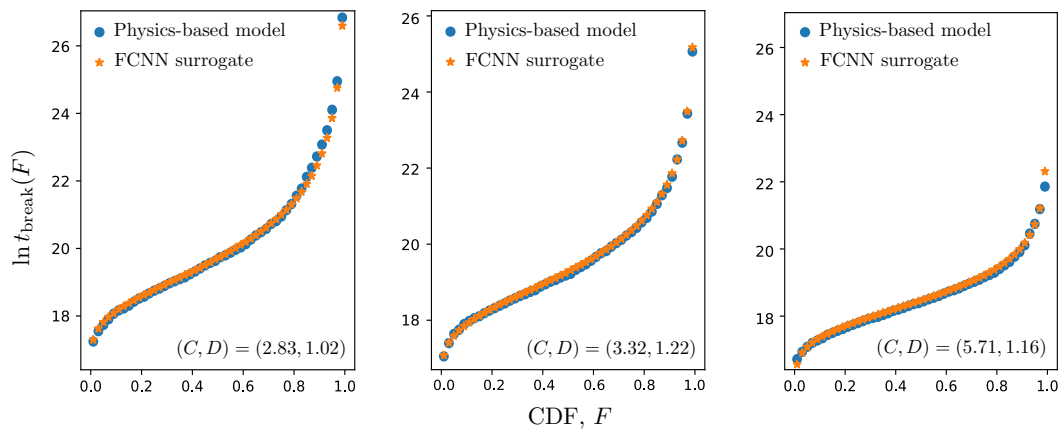 ln t_break(F)
26
24
22
20
18
Physics-based model
FCNN surrogate
(C, D) = (2.83, 1.02)
0.0 0.2 0.4 0.6 0.8 1.0
26
24
22
20
18
Physics-based model
FCNN surrogate
(C, D) = (3.32, 1.22)
0.0 0.2 0.4 0.6 0.8 1.0
26
24
22
20
18
Physics-based model
FCNN surrogate
(C, D) = (5.71, 1.16)
0.0 0.2 0.4 0.6 0.8 1.0
CDF, F